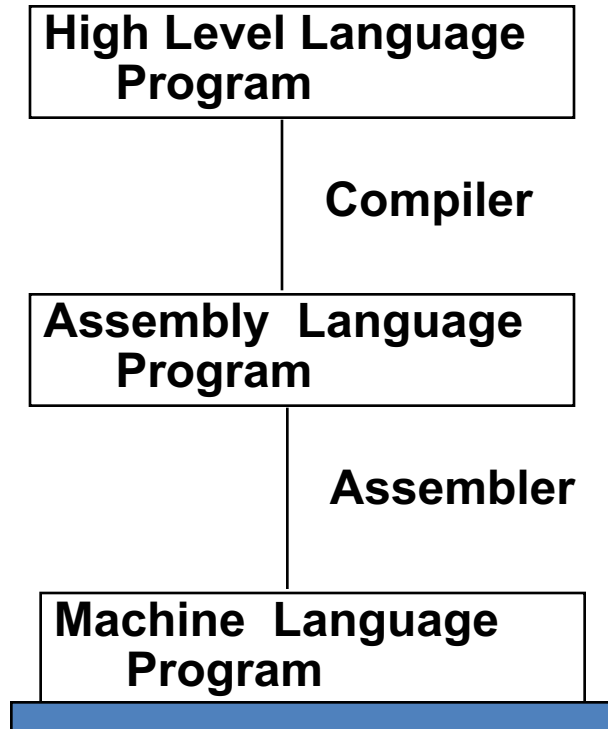 High Level Language
Program
Compiler
Assembly Language
Program
Assembler
Machine Language
Program